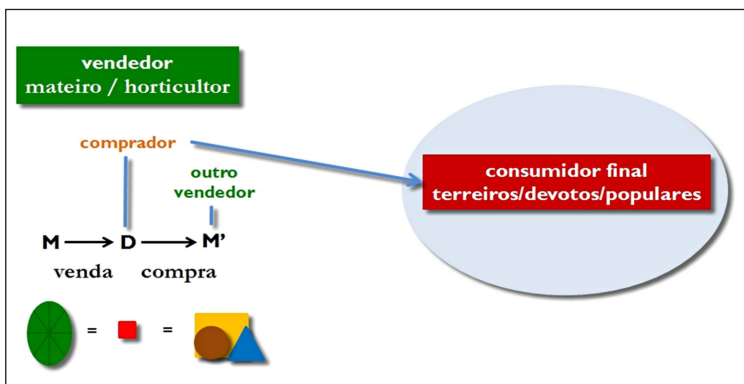 vendedor
mateiro / horticultor
comprador
outro
vendedor
consumidor final
terreiros/devotos/populares
M → D → M'
venda compra
= =